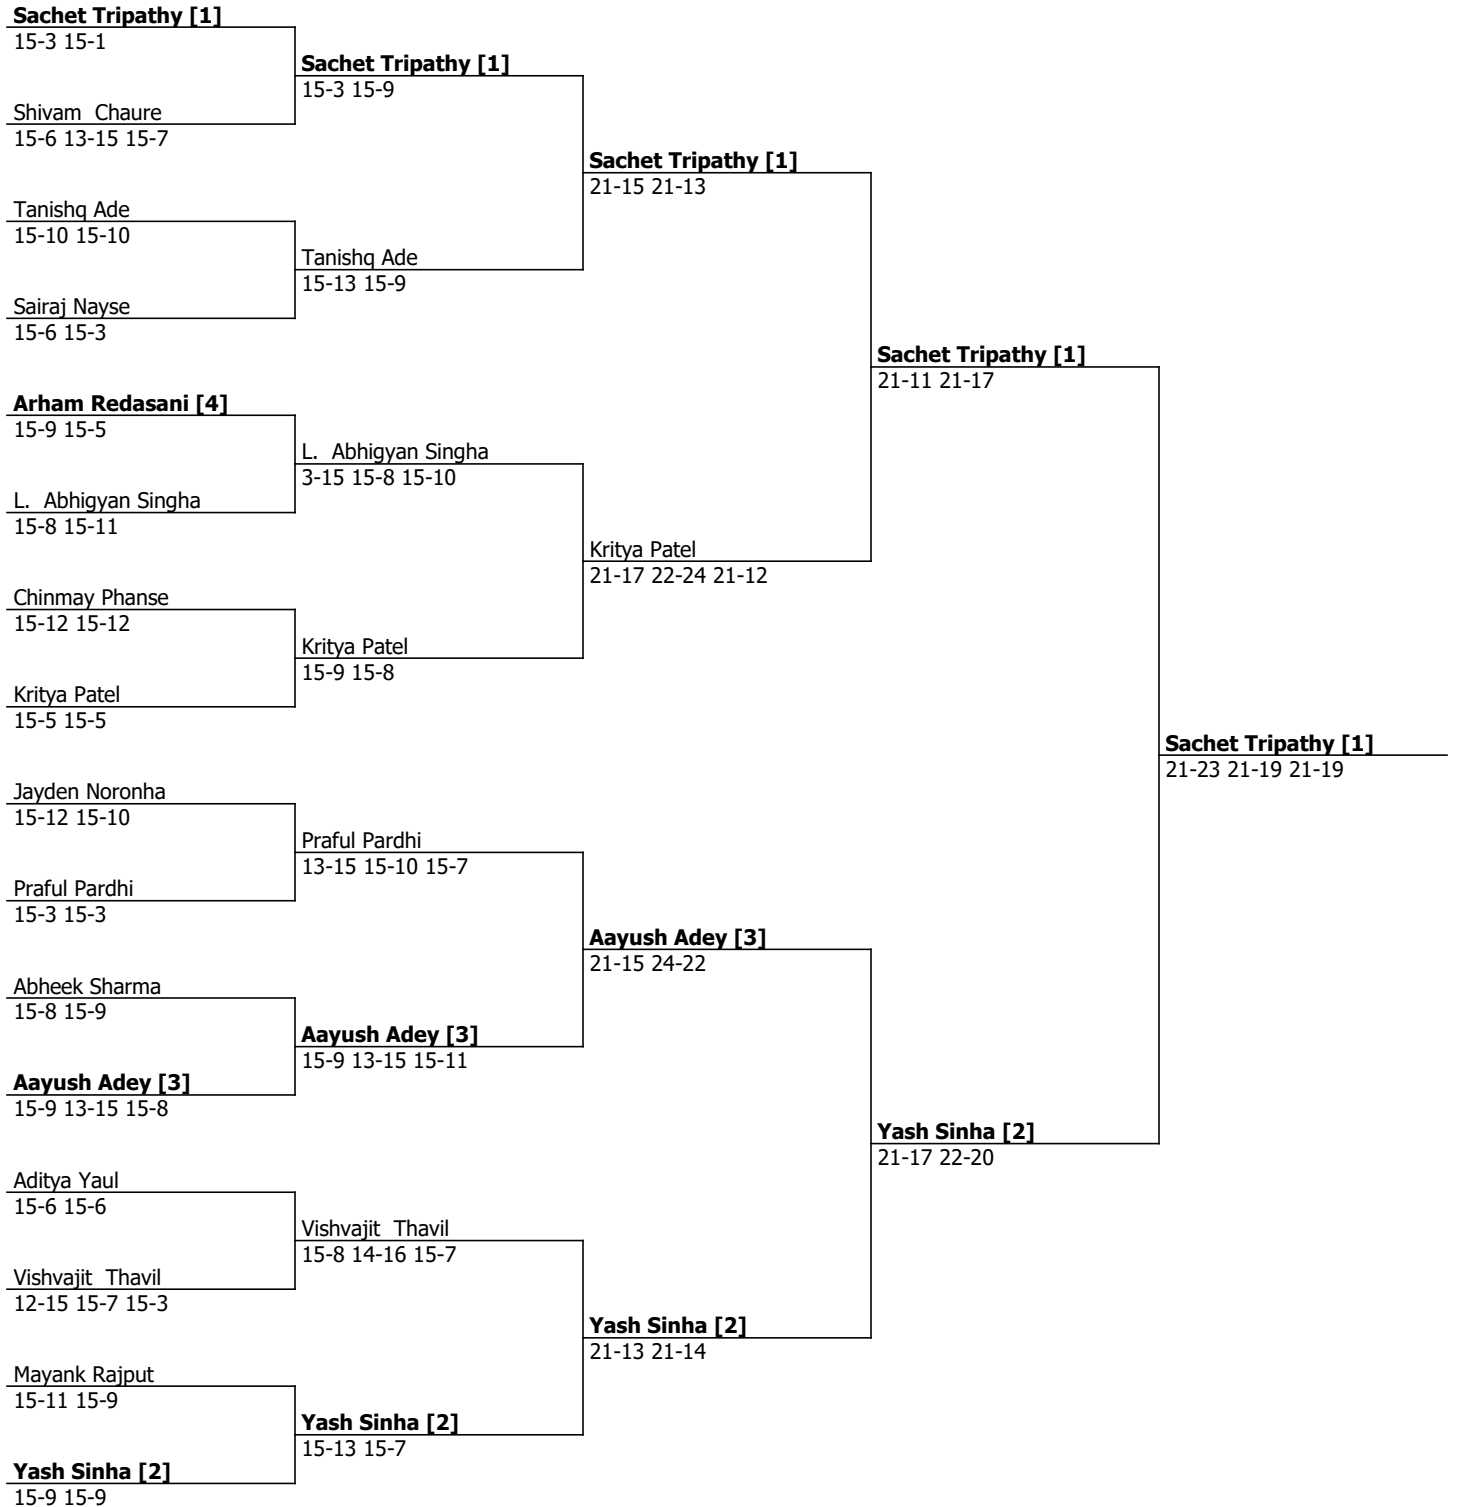 Sachet Tripathy [1]
15-3 15-1
Sachet Tripathy [1]
15-3 15-9
Shivam  Chaure
15-6 13-15 15-7
Sachet Tripathy [1]
21-15 21-13
Tanishq Ade
15-10 15-10
Tanishq Ade
15-13 15-9
Sairaj Nayse
15-6 15-3
Sachet Tripathy [1]
21-11 21-17
Arham Redasani [4]
15-9 15-5
L.  Abhigyan Singha
3-15 15-8 15-10
L.  Abhigyan Singha
15-8 15-11
Kritya Patel
21-17 22-24 21-12
Chinmay Phanse
15-12 15-12
Kritya Patel
15-9 15-8
Kritya Patel
15-5 15-5
Sachet Tripathy [1]
21-23 21-19 21-19
Jayden Noronha
15-12 15-10
Praful Pardhi
13-15 15-10 15-7
Praful Pardhi
15-3 15-3
Aayush Adey [3]
21-15 24-22
Abheek Sharma
15-8 15-9
Aayush Adey [3]
15-9 13-15 15-11
Aayush Adey [3]
15-9 13-15 15-8
Yash Sinha [2]
21-17 22-20
Aditya Yaul
15-6 15-6
Vishvajit  Thavil
15-8 14-16 15-7
Vishvajit  Thavil
12-15 15-7 15-3
Yash Sinha [2]
21-13 21-14
Mayank Rajput
15-11 15-9
Yash Sinha [2]
15-13 15-7
Yash Sinha [2]
15-9 15-9